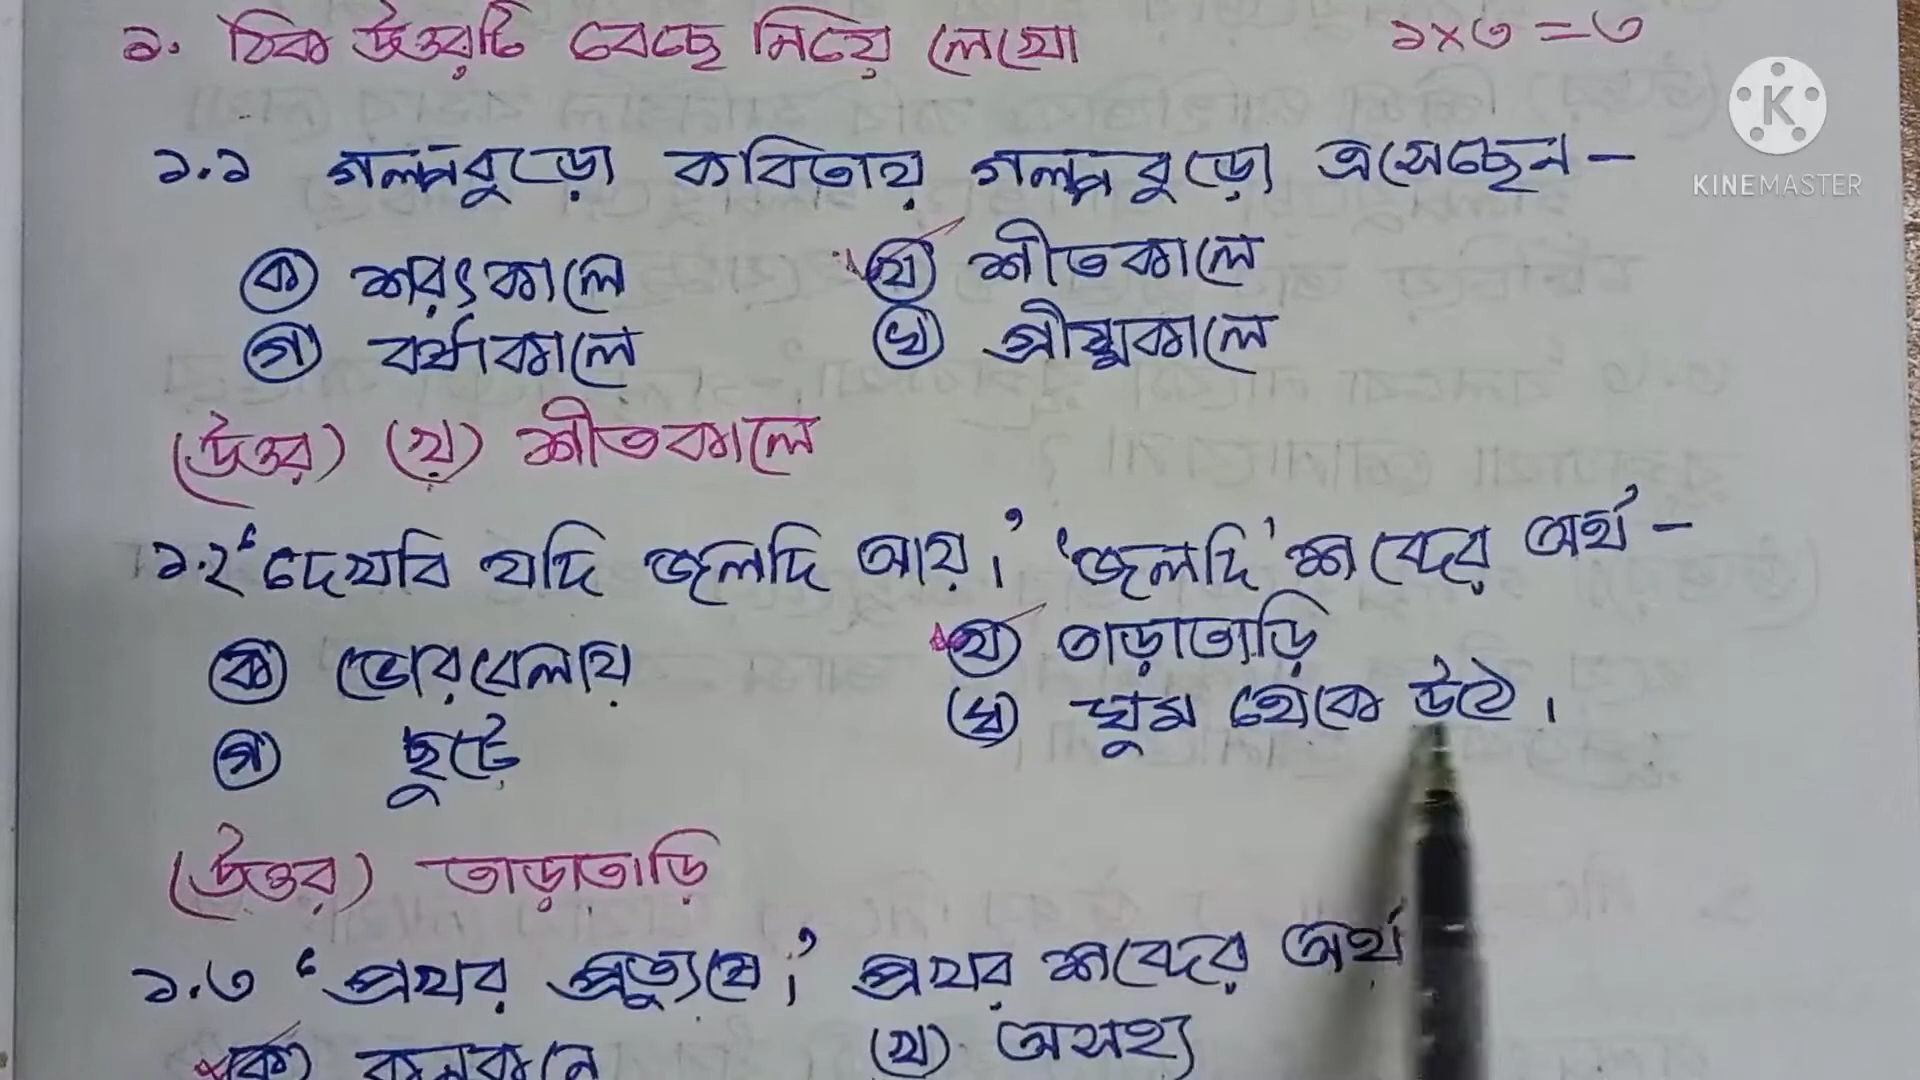 ১. ঠিক উত্তরটি বেছে নিয়ে লেখো ১×৩=৩
KINEMASTER
১.১ গল্পবুড়ো কবিতায় গল্পবুড়ো এসেছেন –
(ক) শরৎকালে (খ) শীতকালে
(গ) বর্ষাকালে (ঘ) গ্রীষ্মকালে
(উত্তর) (খ) শীতকালে
১.২ 'দেখবি যদি জলদি আয়।' 'জলদি' শব্দের অর্থ –
(ক) ভোরবেলায় (খ) তাড়াতাড়ি
(গ) ছুটে (ঘ) ঘুম থেকে উঠে।
(উত্তর) তাড়াতাড়ি
১.৩ 'প্রখর প্রত্যুষে।' প্রখর শব্দের অর্থ
(ক) কনকনে (খ) অসহ্য